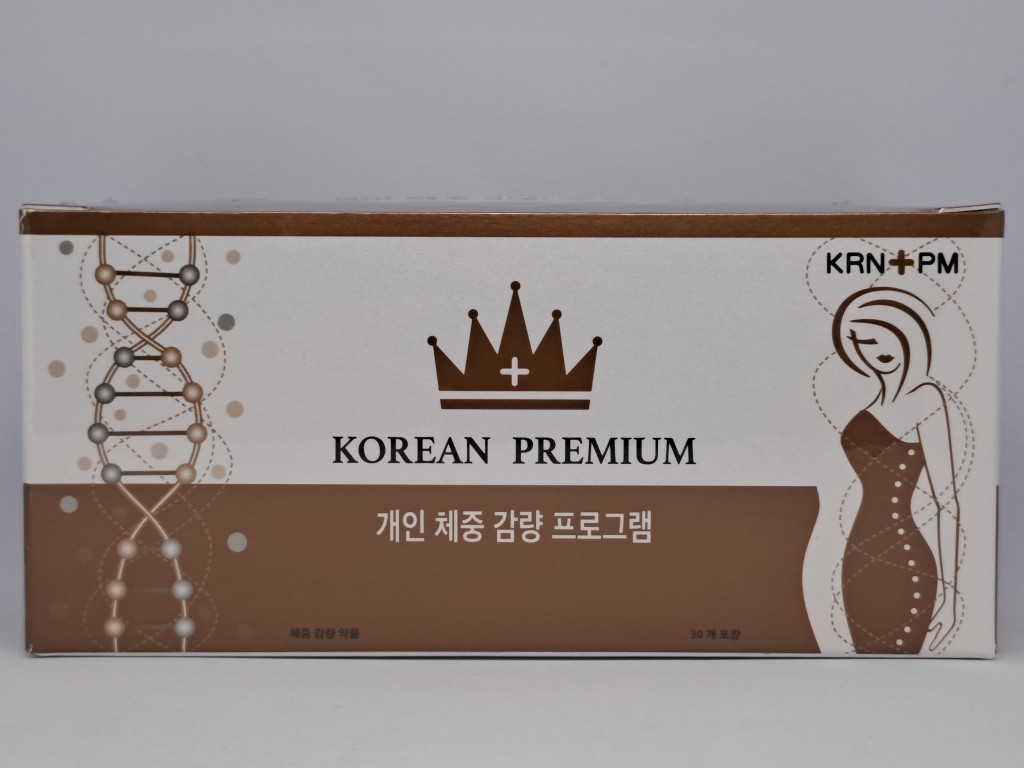 KRN+PM
KOREAN PREMIUM
개인 체중 감량 프로그램
체중 감량 약물
30 개 포장